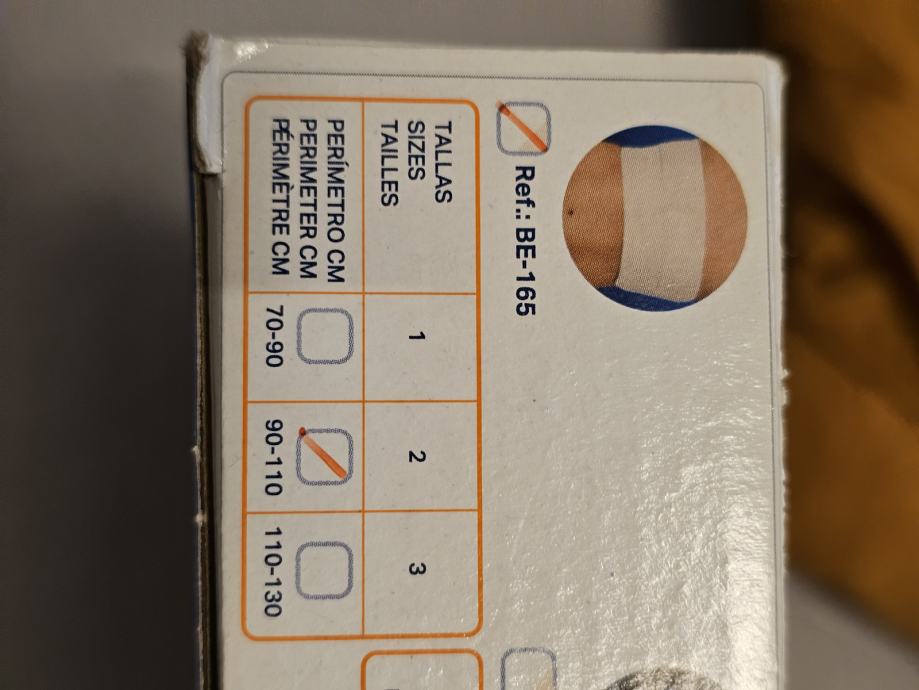 Ref.: BE-165
TALLAS
SIZES
TAILLES
1
2
3
PERÍMETRO CM
PERIMETER CM
PÉRIMÈTRE CM
70-90
90-110
110-130